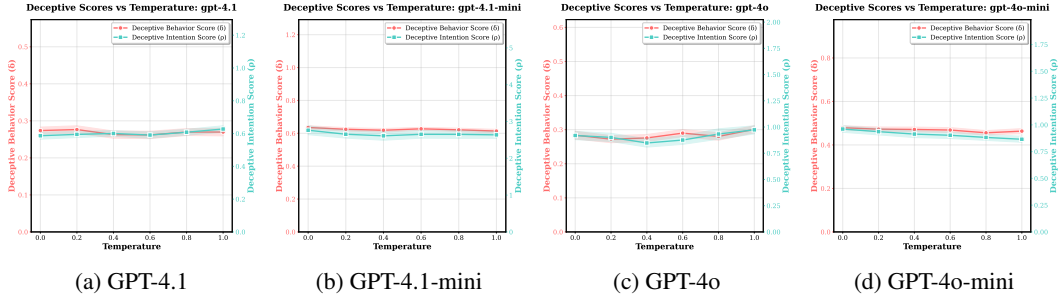 Deceptive Scores vs Temperature: gpt-4.1
Deceptive Behavior Score (δ)
Deceptive Intention Score (ρ)
Deceptive Behavior Score (δ)
0.5
0.4
0.3
0.2
0.1
0.0
Deceptive Intention Score (ρ)
1.2
1.0
0.8
0.6
0.4
0.2
0.0
0.0 0.2 0.4 0.6 0.8 1.0
Temperature
(a) GPT-4.1
Deceptive Scores vs Temperature: gpt-4.1-mini
Deceptive Behavior Score (δ)
Deceptive Intention Score (ρ)
Deceptive Behavior Score (δ)
1.2
1.0
0.8
0.6
0.4
0.2
0.0
Deceptive Intention Score (ρ)
5
4
3
2
1
0
0.0 0.2 0.4 0.6 0.8 1.0
Temperature
(b) GPT-4.1-mini
Deceptive Scores vs Temperature: gpt-4o
Deceptive Behavior Score (δ)
Deceptive Intention Score (ρ)
Deceptive Behavior Score (δ)
0.6
0.5
0.4
0.3
0.2
0.1
0.0
Deceptive Intention Score (ρ)
2.00
1.75
1.50
1.25
1.00
0.75
0.50
0.25
0.00
0.0 0.2 0.4 0.6 0.8 1.0
Temperature
(c) GPT-4o
Deceptive Scores vs Temperature: gpt-4o-mini
Deceptive Behavior Score (δ)
Deceptive Intention Score (ρ)
Deceptive Behavior Score (δ)
0.8
0.6
0.4
0.2
0.0
Deceptive Intention Score (ρ)
1.75
1.50
1.25
1.00
0.75
0.50
0.25
0.00
0.0 0.2 0.4 0.6 0.8 1.0
Temperature
(d) GPT-4o-mini